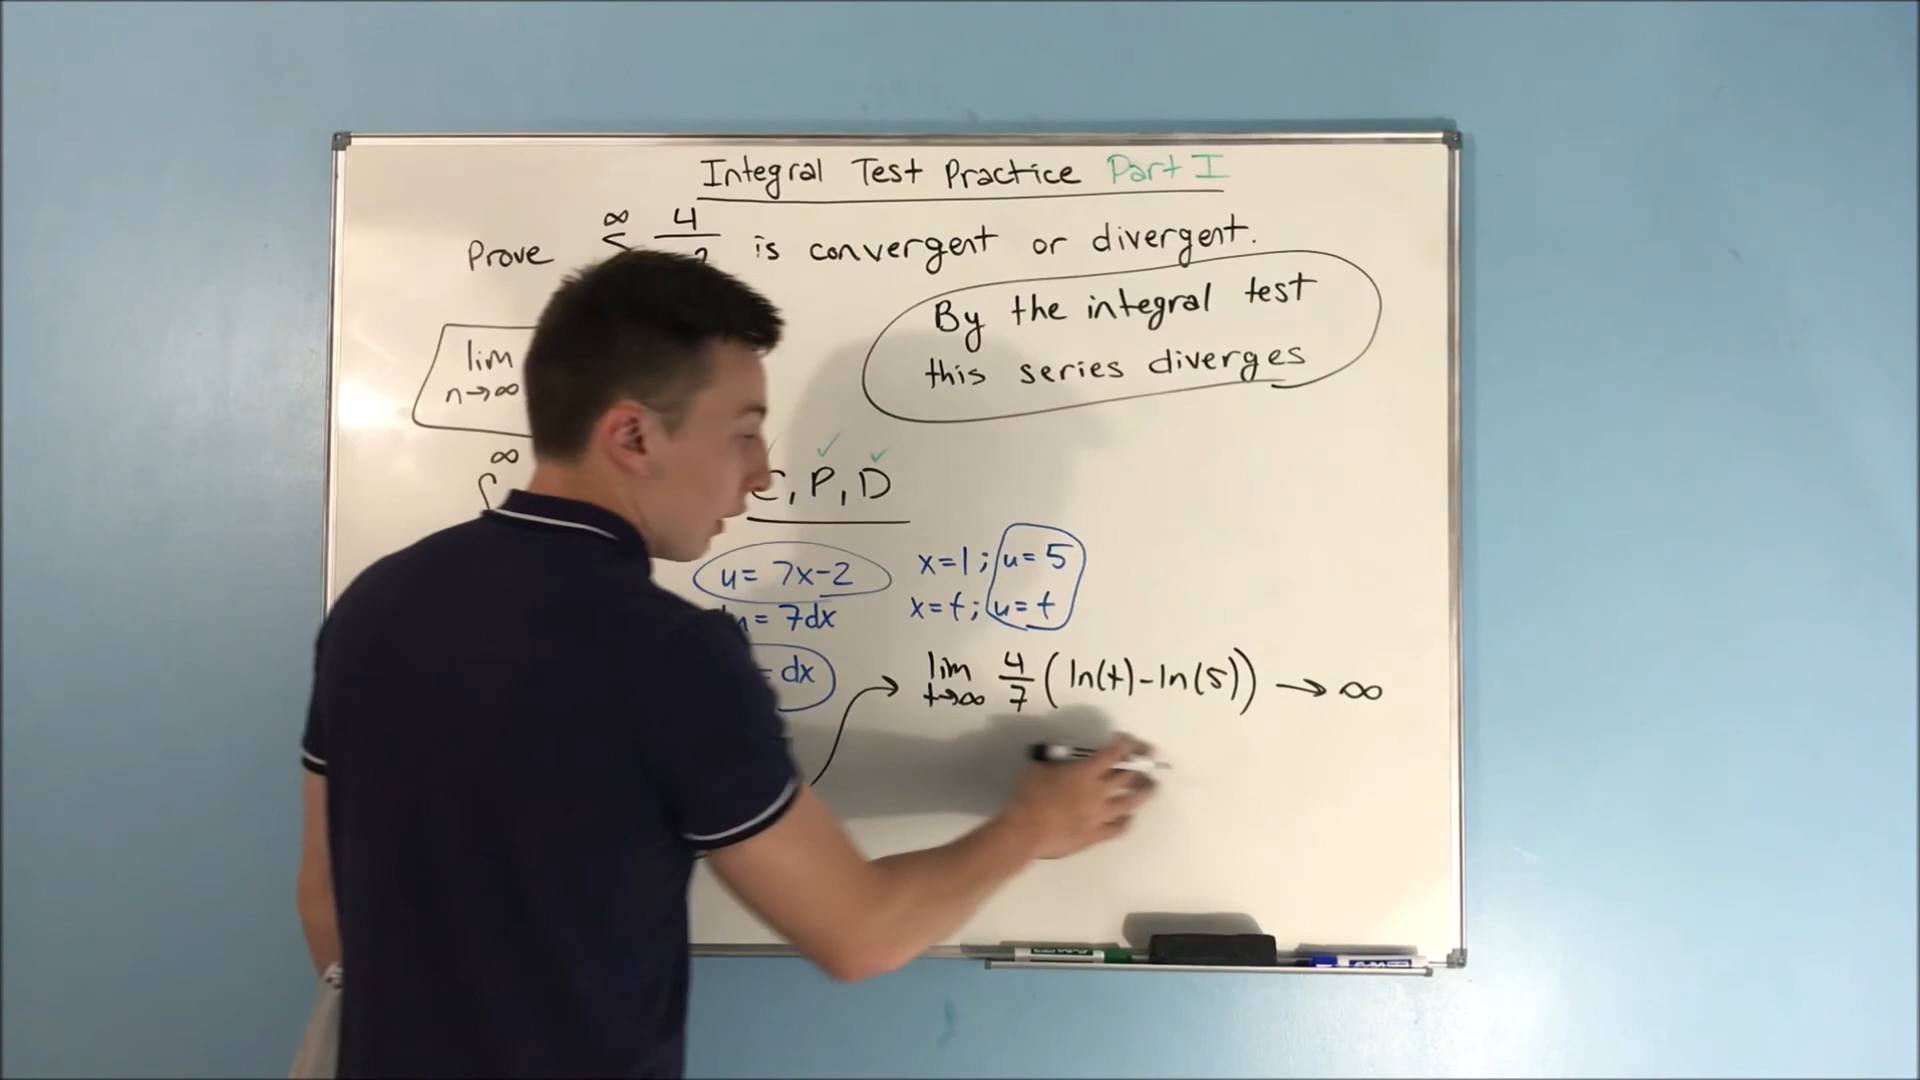 Integral Test Practice Part I
Prove ∞ 4 is convergent or divergent.
By the integral test
this series diverges
lim
n→∞
∞
∫
C, P, D
u = 7x-2
x=1; u=5
= 7dx
x=t; u=t
= dx
lim t→∞ 4/7 (ln(t)-ln(5)) → ∞